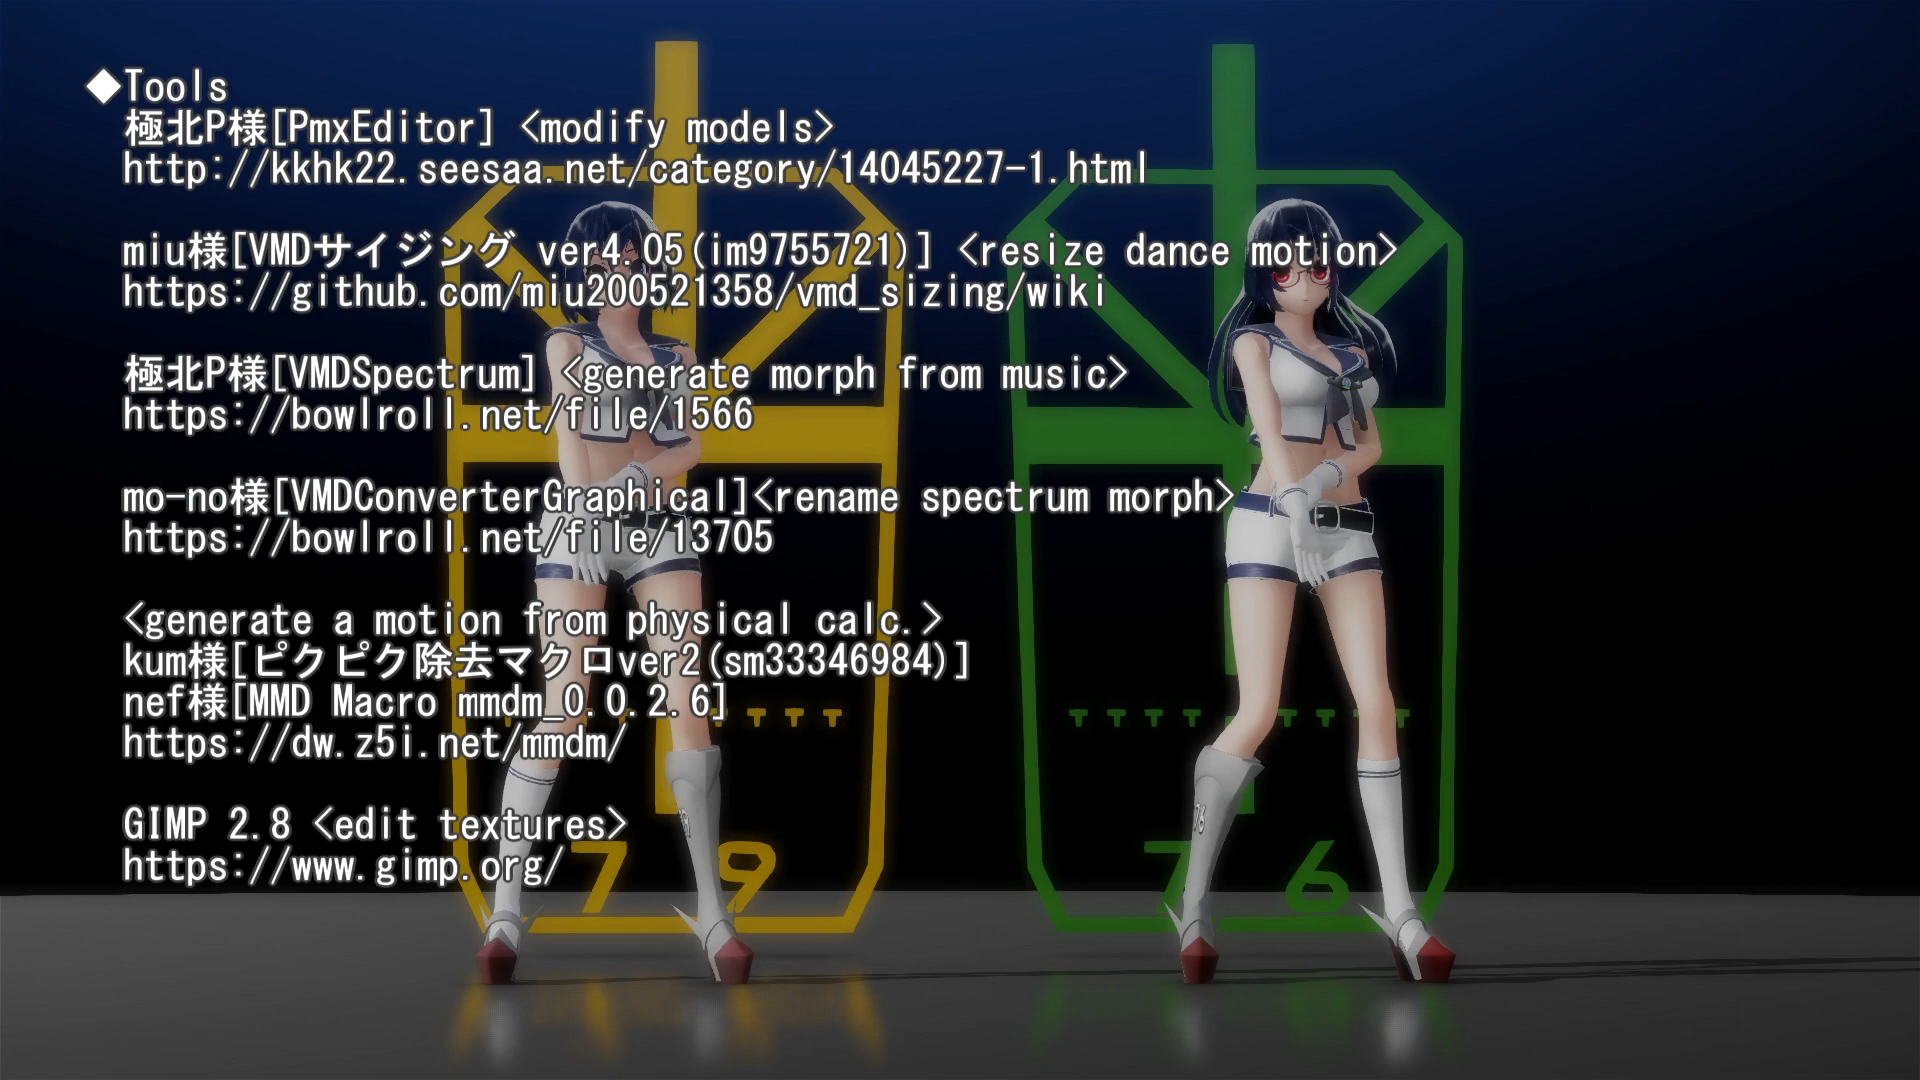 ◆Tools
極北P様[PmxEditor] <modify models>
http://kkhk22.seesaa.net/category/14045227-1.html
miu様[VMDサイジング ver4.05(im9755721)] <resize dance motion>
https://github.com/miu200521358/vmd_sizing/wiki
極北P様[VMDSpectrum] <generate morph from music>
https://bowlroll.net/file/1566
mo-no様[VMDConverterGraphical]<rename spectrum morph>
https://bowlroll.net/file/13705
<generate a motion from physical calc.>
kum様[ピクピク除去マクロver2(sm33346984)]
nef様[MMD Macro mmdm_0.0.2.6]
https://dw.z5i.net/mmdm/
GIMP 2.8 <edit textures>
https://www.gimp.org/
79
76
76